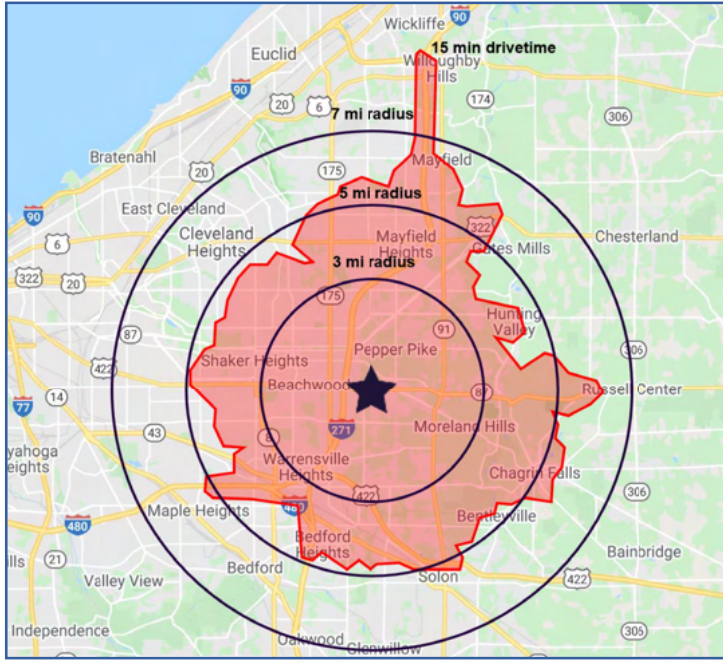 Wickliffe
90
Euclid
15 min drivetime
Willoughby
Hills
90
20
6
174
306
7 mi radius
Bratenahl
20
175
Mayfield
5 mi radius
East Cleveland
90
322
6
Cleveland
Heights
Mayfield
Heights
Gates Mills
Chesterland
322
20
3 mi radius
175
Hunting
Valley
87
91
306
422
Pepper Pike
Shaker Heights
Beachwood
87
Russell Center
77
14
43
8
271
Moreland Hills
Warrensville
Heights
Chagrin Falls
yahoga
eights
422
306
480
Maple Heights
480
Bentleyville
21
Bedford
Heights
Bainbridge
lls
Valley View
Bedford
Solon
422
Independence
Oakwood
306
Glenwillow